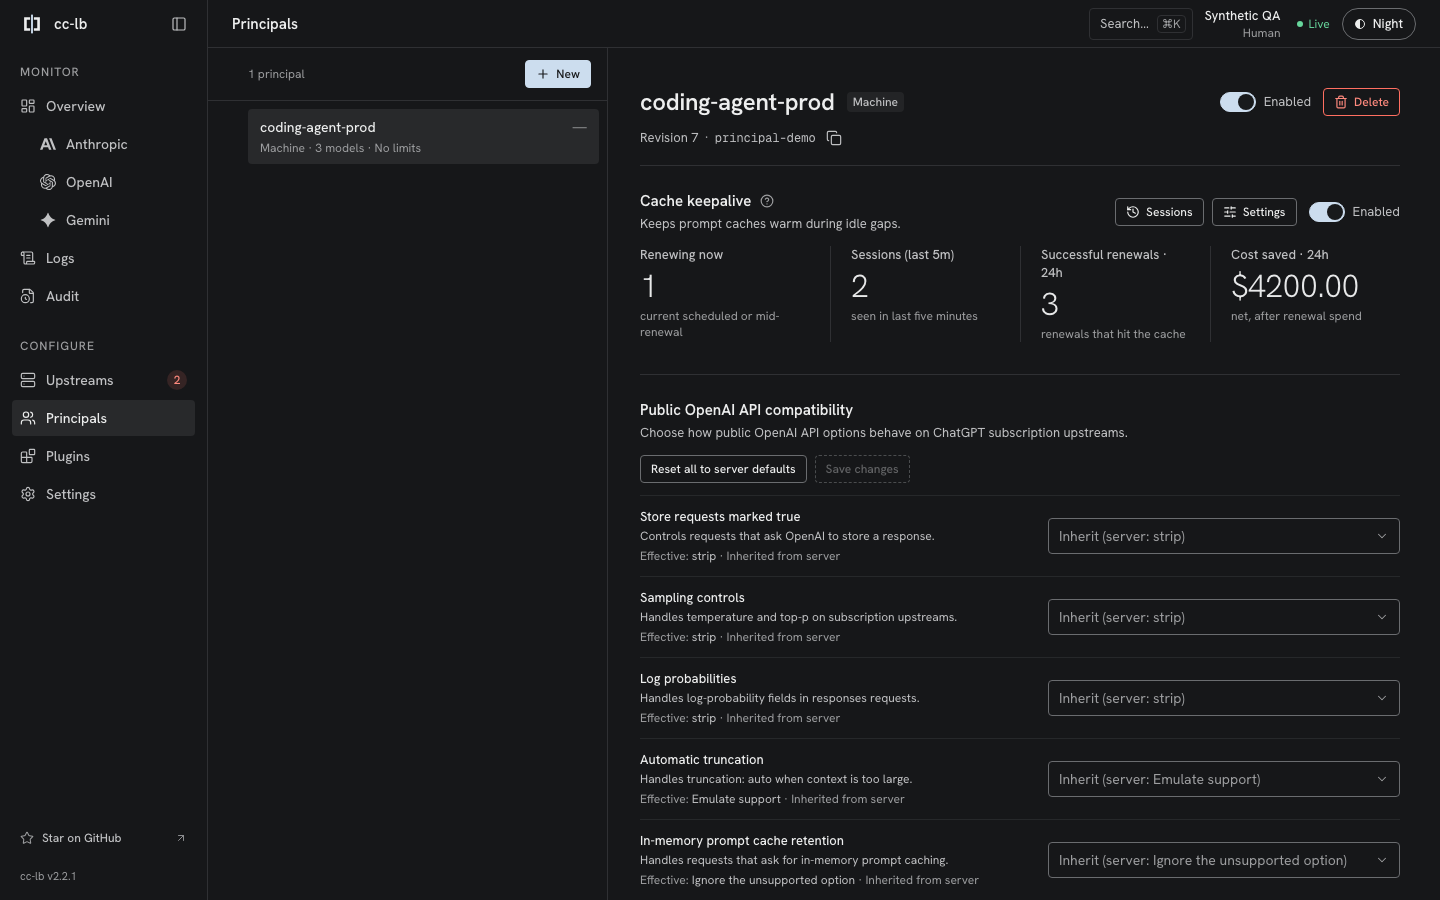 cc-lb
Principals
Search... ⌘K
Synthetic QA
Human
Live
Night
MONITOR
Overview
Anthropic
OpenAI
Gemini
Logs
Audit
CONFIGURE
Upstreams 2
Principals
Plugins
Settings
Star on GitHub
cc-lb v2.2.1
1 principal
New
coding-agent-prod —
Machine · 3 models · No limits
coding-agent-prod Machine
Enabled
Delete
Revision 7 · principal-demo
Cache keepalive
Keeps prompt caches warm during idle gaps.
Sessions
Settings
Enabled
Renewing now
1
current scheduled or mid-
renewal
Sessions (last 5m)
2
seen in last five minutes
Successful renewals ·
24h
3
renewals that hit the cache
Cost saved · 24h
$4200.00
net, after renewal spend
Public OpenAI API compatibility
Choose how public OpenAI API options behave on ChatGPT subscription upstreams.
Reset all to server defaults
Save changes
Store requests marked true
Controls requests that ask OpenAI to store a response.
Effective: strip · Inherited from server
Inherit (server: strip)
Sampling controls
Handles temperature and top-p on subscription upstreams.
Effective: strip · Inherited from server
Inherit (server: strip)
Log probabilities
Handles log-probability fields in responses requests.
Effective: strip · Inherited from server
Inherit (server: strip)
Automatic truncation
Handles truncation: auto when context is too large.
Effective: Emulate support · Inherited from server
Inherit (server: Emulate support)
In-memory prompt cache retention
Handles requests that ask for in-memory prompt caching.
Effective: Ignore the unsupported option · Inherited from server
Inherit (server: Ignore the unsupported option)